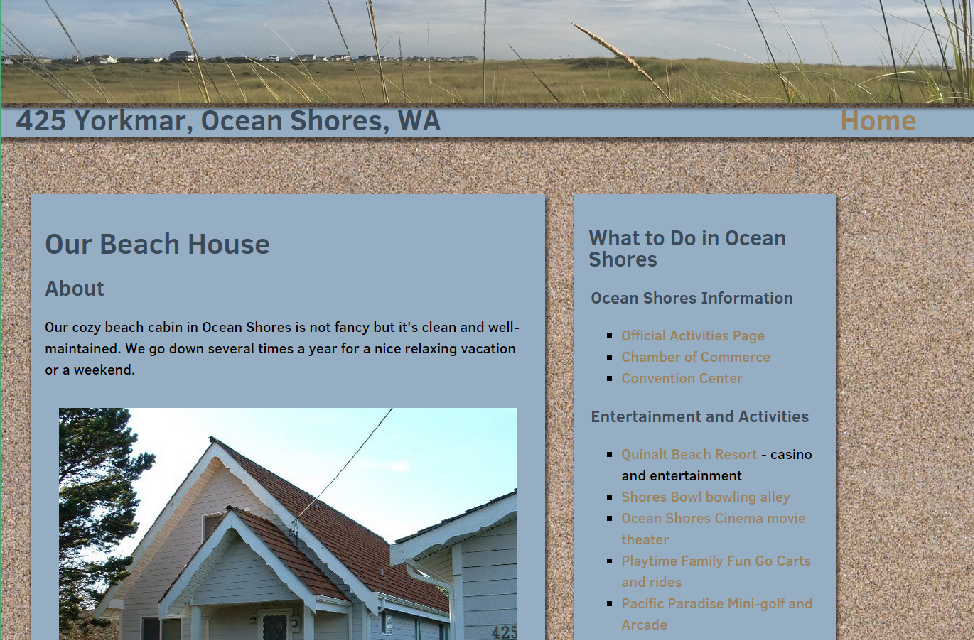 425 Yorkmar, Ocean Shores, WA
Home
Our Beach House
About
Our cozy beach cabin in Ocean Shores is not fancy but it's clean and well-
maintained. We go down several times a year for a nice relaxing vacation
or a weekend.
425
What to Do in Ocean
Shores
Ocean Shores Information
Official Activities Page
Chamber of Commerce
Convention Center
Entertainment and Activities
Quinalt Beach Resort - casino
and entertainment
Shores Bowl bowling alley
Ocean Shores Cinema movie
theater
Playtime Family Fun Go Carts
and rides
Pacific Paradise Mini-golf and
Arcade